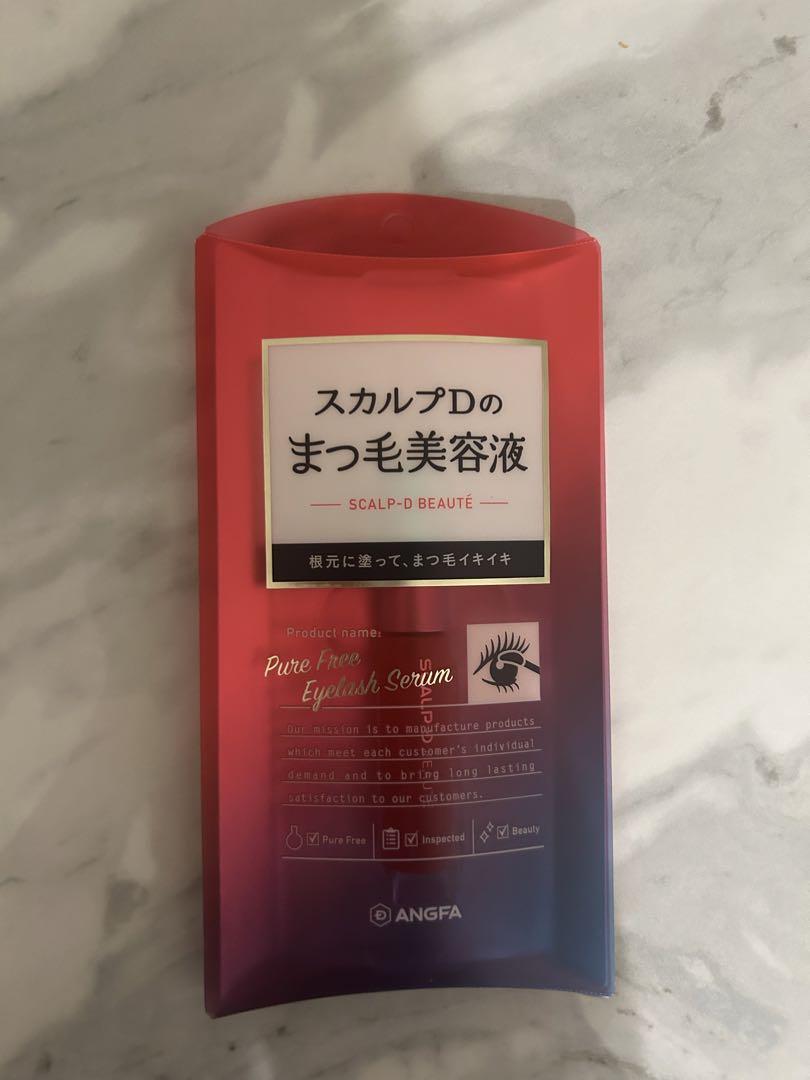 スカルプDの
まつ毛美容液
SCALP-D BEAUTÉ
根元に塗って、まつ毛イキイキ
Product name:
Pure Free
Eyelash Serum
Our mission is to manufacture products
which meet each customer's individual
demand and to bring long lasting
satisfaction to our customers.
SCALP-D BEAUTÉ
Pure Free
Inspected
Beauty
ANGFA